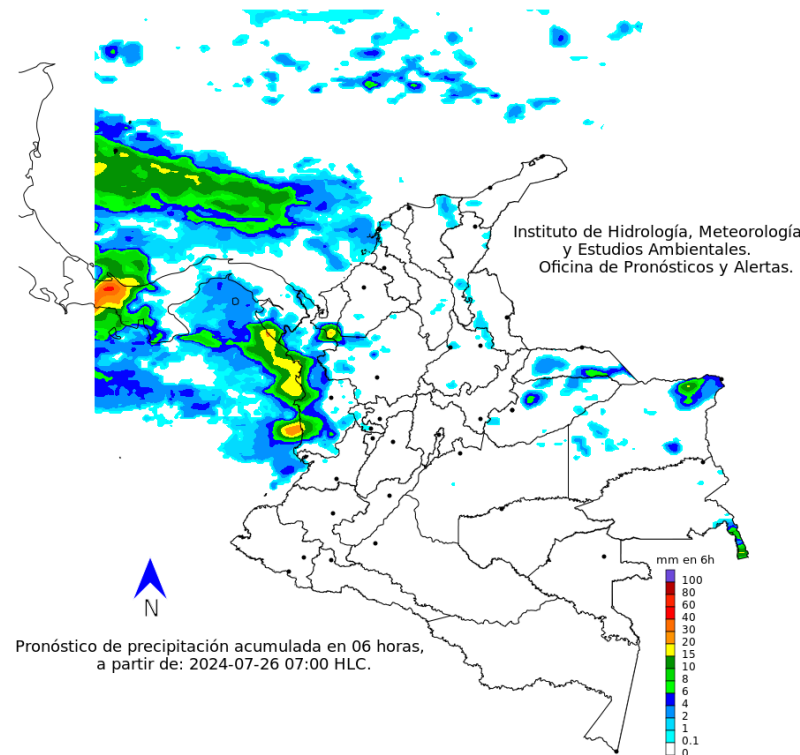 Instituto de Hidrología, Meteorología
y Estudios Ambientales.
Oficina de Pronósticos y Alertas.
mm en 6h
100
80
60
40
30
20
15
10
8
6
4
2
1
0.1
0
N
Pronóstico de precipitación acumulada en 06 horas,
a partir de: 2024-07-26 07:00 HLC.